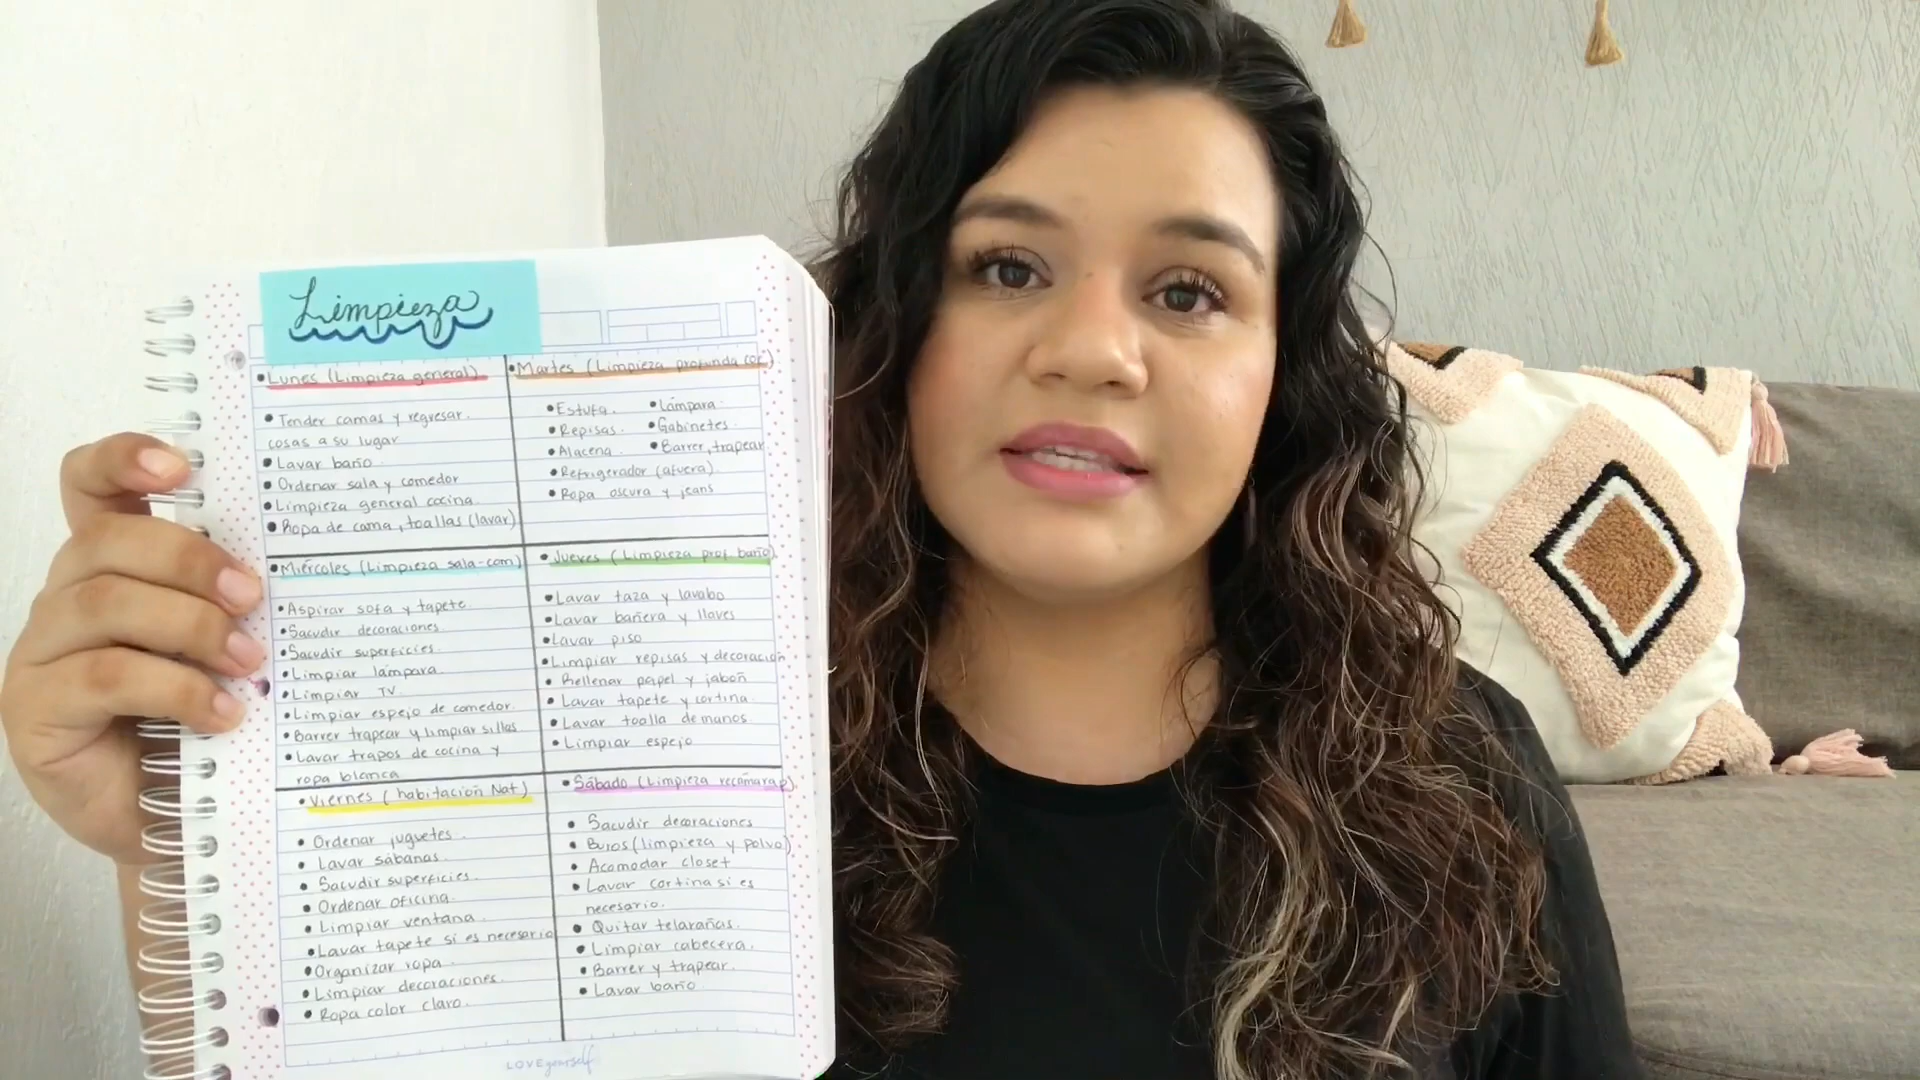 Limpieza
• Lunes (Limpieza general)
• Tender camas y regresar
cosas a su lugar
• Lavar baño
• Ordenar sala y comedor
• Limpieza general cocina
• Ropa de cama, toallas (lavar)
• Martes (Limpieza profunda coc)
• Estufa.
• Repisas.
• Alacena
• Refrigerador (afuera)
• Ropa oscura y jeans
• Lámpara
• Gabinetes
• Barrer, trapear
• Miércoles (Limpieza sala-com)
• Aspirar sofa y tapete
• Sacudir decoraciones
• Sacudir superficies
• Limpiar lámpara
• Limpiar TV
• Limpiar espejo de comedor
• Barrer trapear y limpiar sillas
• Lavar trapos de cocina y
ropa blanca
• Jueves (Limpieza prof baño)
• Lavar taza y lavabo
• Lavar bañera y llaves
• Lavar piso
• Limpiar repisas y decoración
• Rellenar papel y jabón
• Lavar tapete y cortina
• Lavar toalla de manos
• Limpiar espejo
• Viernes (habitación Nat)
• Ordenar juguetes
• Lavar sábanas
• Sacudir superficies
• Ordenar oficina
• Limpiar ventana
• Lavar tapete si es necesario
• Organizar ropa
• Limpiar decoraciones
• Ropa color claro.
• Sábado (Limpieza recámara p)
• Sacudir decoraciones
• Buros (limpieza y polvo)
• Acomodar closet
• Lavar cortina si es
necesario.
• Quitar telarañas.
• Limpiar cabecera.
• Barrer y trapear.
• Lavar baño
LOVE yourself